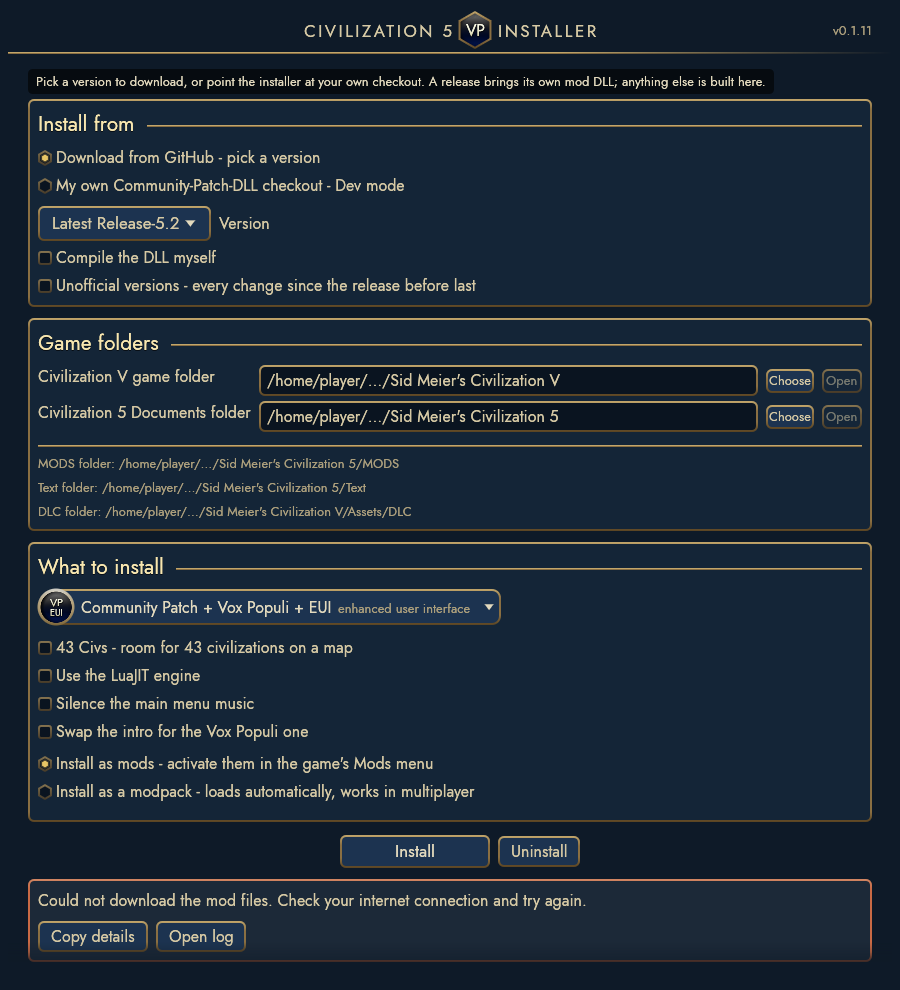 CIVILIZATION 5 VP INSTALLER
v0.1.11
Pick a version to download, or point the installer at your own checkout. A release brings its own mod DLL; anything else is built here.
Install from
Download from GitHub - pick a version
My own Community-Patch-DLL checkout - Dev mode
Latest Release-5.2 Version
Compile the DLL myself
Unofficial versions - every change since the release before last
Game folders
Civilization V game folder /home/player/.../Sid Meier's Civilization V Choose Open
Civilization 5 Documents folder /home/player/.../Sid Meier's Civilization 5 Choose Open
MODS folder: /home/player/.../Sid Meier's Civilization 5/MODS
Text folder: /home/player/.../Sid Meier's Civilization 5/Text
DLC folder: /home/player/.../Sid Meier's Civilization V/Assets/DLC
What to install
VP
EUI
Community Patch + Vox Populi + EUI enhanced user interface
43 Civs - room for 43 civilizations on a map
Use the LuaJIT engine
Silence the main menu music
Swap the intro for the Vox Populi one
Install as mods - activate them in the game's Mods menu
Install as a modpack - loads automatically, works in multiplayer
Install Uninstall
Could not download the mod files. Check your internet connection and try again.
Copy details Open log